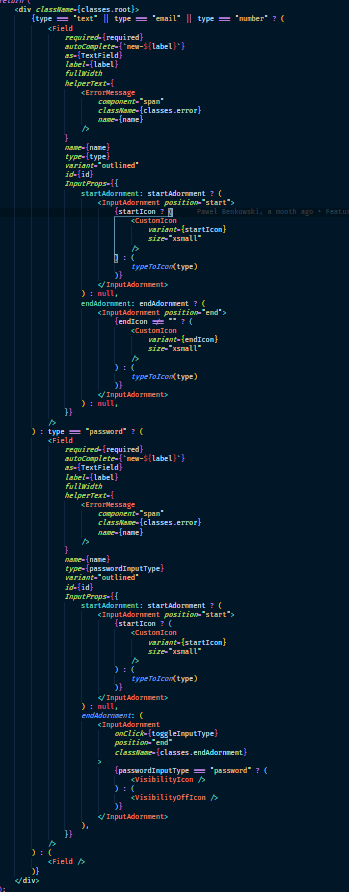 return (
<div className={classes.root}>
{type === "text" || type === "email" || type === "number" ? (
<Field
required={required}
autoComplete={`new-${label}`}
as={TextField}
label={label}
fullWidth
helperText={
<ErrorMessage
component="span"
className={classes.error}
name={name}
/>
}
name={name}
type={type}
variant="outlined"
id={id}
InputProps={{
startAdornment: startAdornment ? (
<InputAdornment position="start">
{startIcon ? ( Pawel Benkowski, a month ago • Featur
<CustomIcon
variant={startIcon}
size="xsmall"
/>
) : (
typeToIcon(type)
)}
</InputAdornment>
) : null,
endAdornment: endAdornment ? (
<InputAdornment position="end">
{endIcon !== "" ? (
<CustomIcon
variant={endIcon}
size="xsmall"
/>
) : (
typeToIcon(type)
)}
</InputAdornment>
) : null,
}}
/>
) : type === "password" ? (
<Field
required={required}
autoComplete={`new-${label}`}
as={TextField}
label={label}
fullWidth
helperText={
<ErrorMessage
component="span"
className={classes.error}
name={name}
/>
}
name={name}
type={passwordInputType}
variant="outlined"
id={id}
InputProps={{
startAdornment: startAdornment ? (
<InputAdornment position="start">
{startIcon ? (
<CustomIcon
variant={startIcon}
size="xsmall"
/>
) : (
typeToIcon(type)
)}
</InputAdornment>
) : null,
endAdornment: (
<InputAdornment
onClick={toggleInputType}
position="end"
className={classes.endAdornment}
>
{passwordInputType === "password" ? (
<VisibilityIcon />
) : (
<VisibilityOffIcon />
)}
</InputAdornment>
),
}}
/>
) : (
<Field />
)}
</div>
);